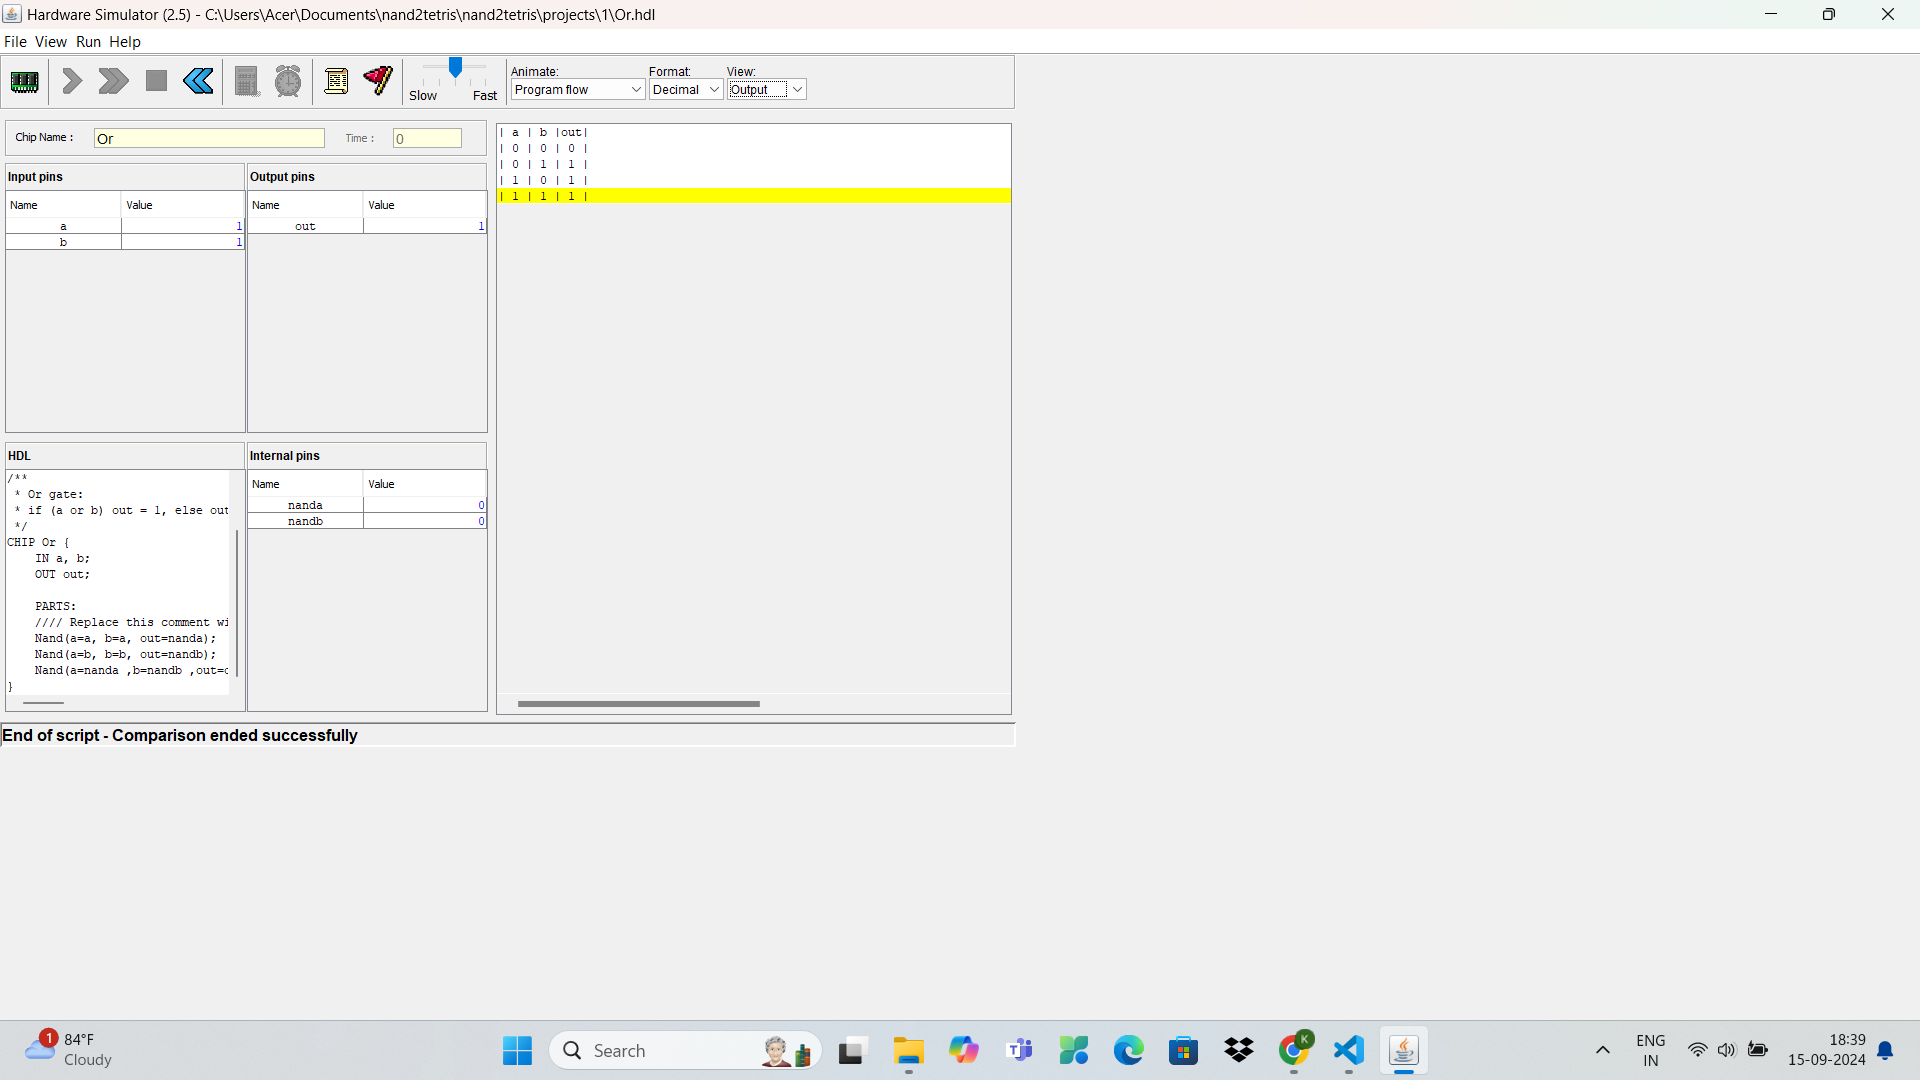 Hardware Simulator (2.5) - C:\Users\Acer\Documents\nand2tetris\nand2tetris\projects\1\Or.hdl
File View Run Help
Slow Fast
Animate: Format: View:
Program flow Decimal Output
Chip Name : Or Time : 0
Input pins
Name Value
a 1
b 1
Output pins
Name Value
out 1
| a | b |out|
| 0 | 0 | 0 |
| 0 | 1 | 1 |
| 1 | 0 | 1 |
| 1 | 1 | 1 |
HDL
/**
* Or gate:
* if (a or b) out = 1, else out
*/
CHIP Or {
IN a, b;
OUT out;
PARTS:
//// Replace this comment wi
Nand(a=a, b=a, out=nanda);
Nand(a=b, b=b, out=nandb);
Nand(a=nanda ,b=nandb ,out=
}
Internal pins
Name Value
nanda 0
nandb 0
End of script - Comparison ended successfully
1
84°F
Cloudy
Search
K
ENG
IN
18:39
15-09-2024